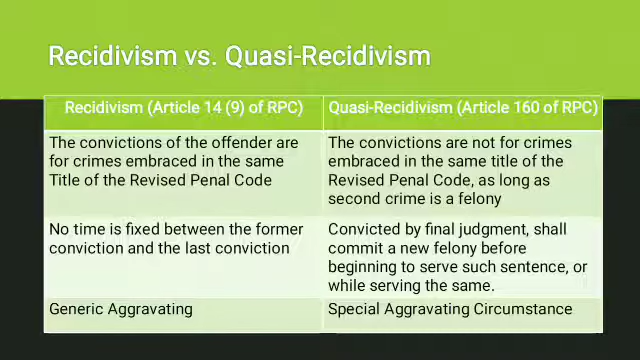 Recidivism vs. Quasi-Recidivism
Recidivism (Article 14 (9) of RPC)
Quasi-Recidivism (Article 160 of RPC)
The convictions of the offender are
for crimes embraced in the same
Title of the Revised Penal Code
The convictions are not for crimes
embraced in the same title of the
Revised Penal Code, as long as
second crime is a felony
No time is fixed between the former
conviction and the last conviction
Convicted by final judgment, shall
commit a new felony before
beginning to serve such sentence, or
while serving the same.
Generic Aggravating
Special Aggravating Circumstance